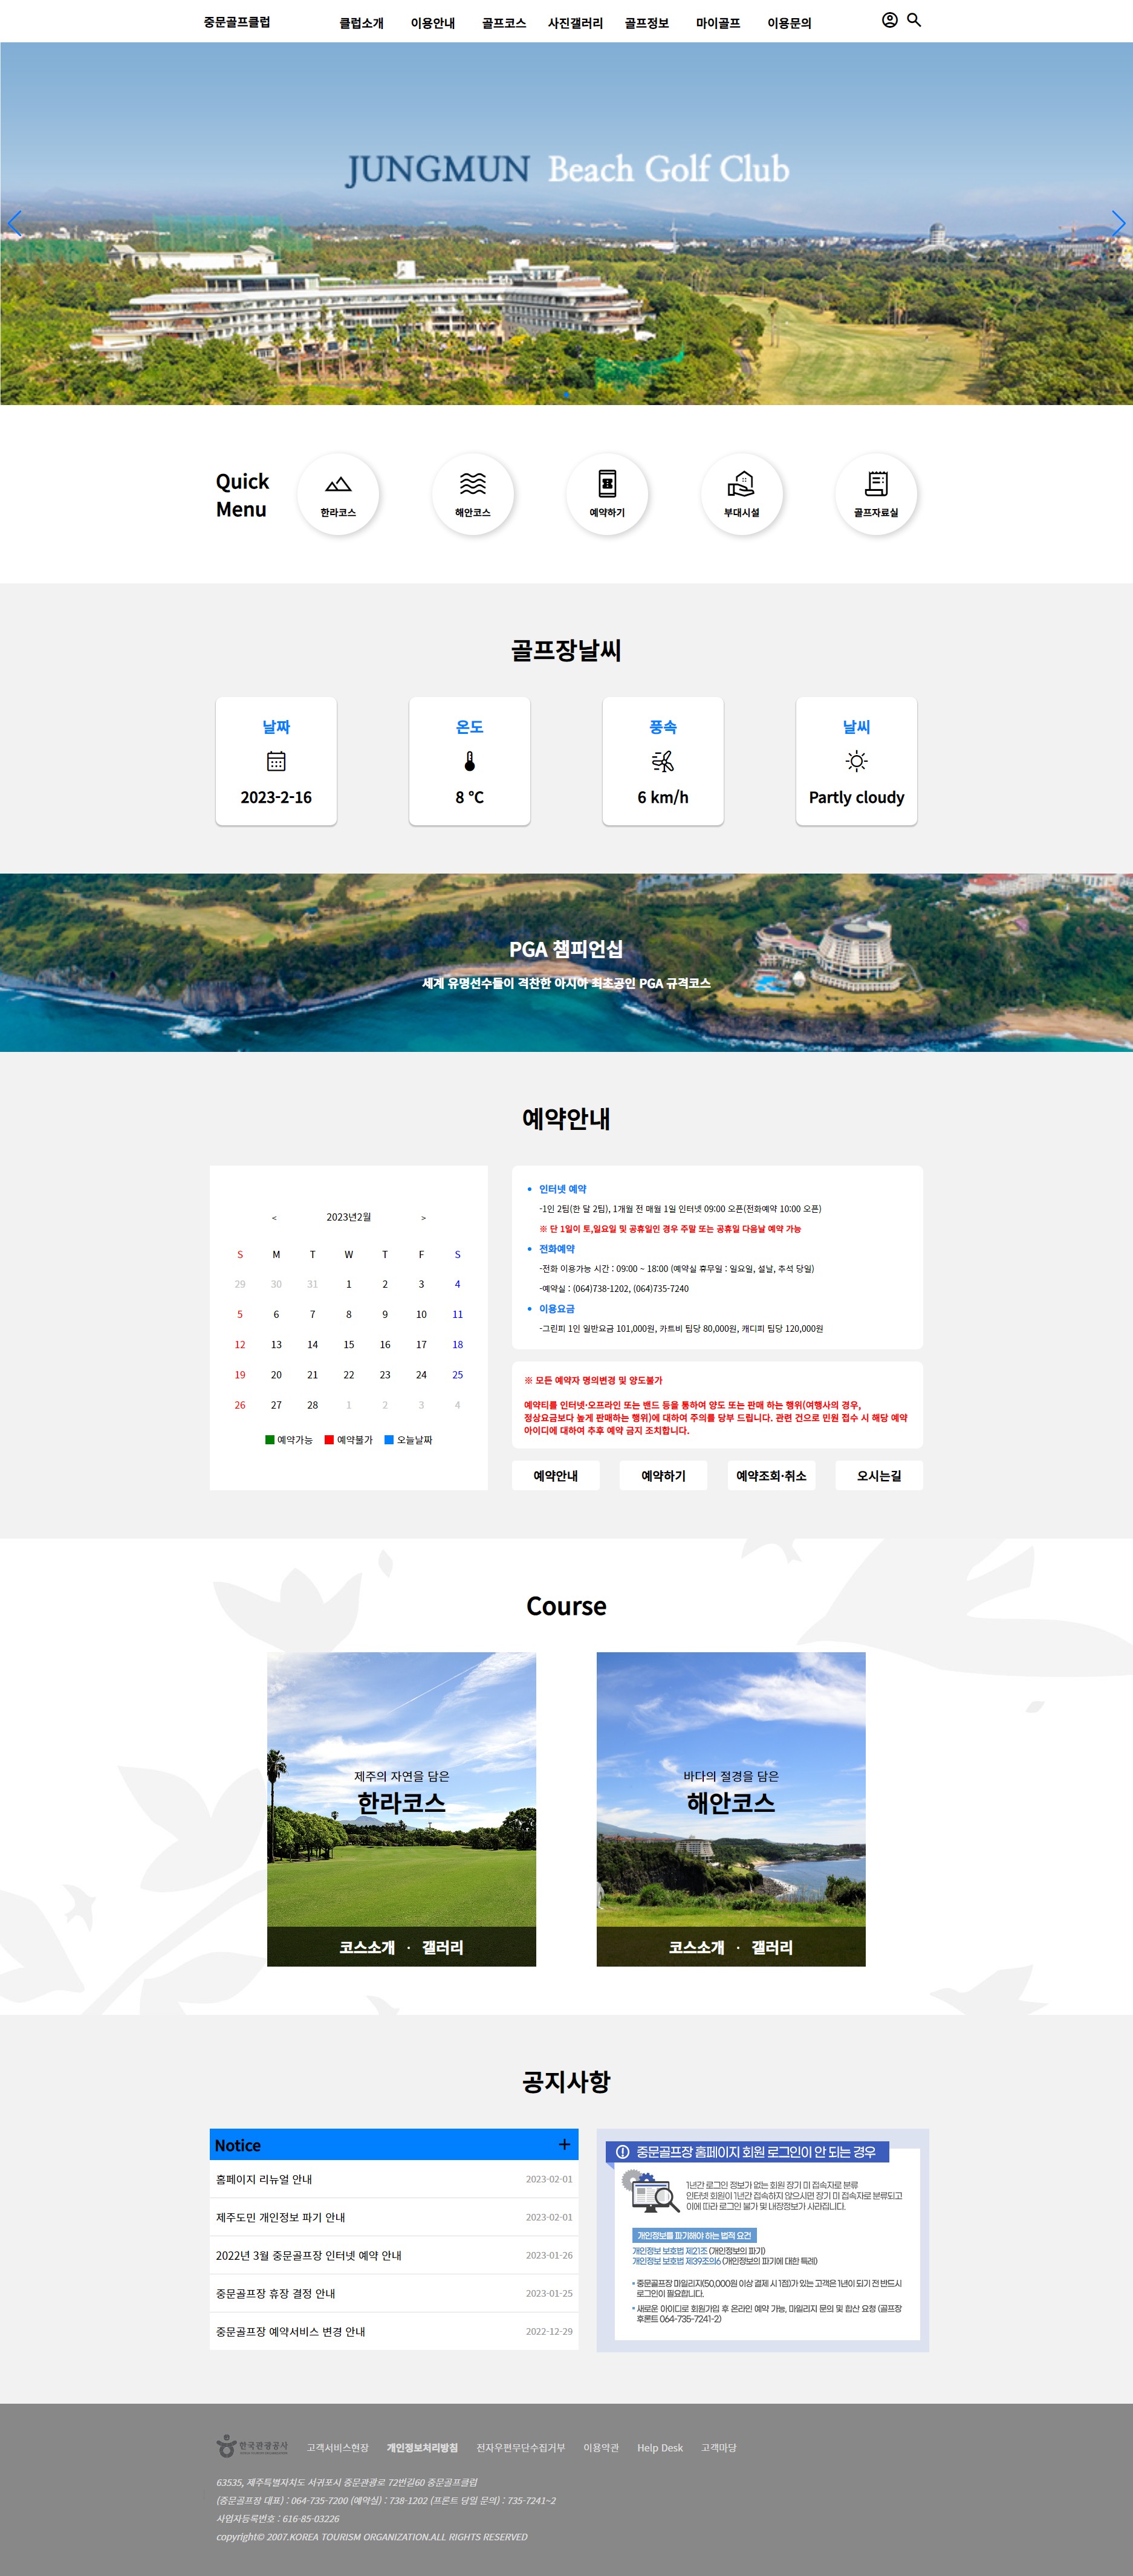 중문골프클럽
클럽소개 이용안내 골프코스 사진갤러리 골프정보 마이골프 이용문의
JUNGMUN Beach Golf Club
Quick
Menu
한라코스
해안코스
예약하기
부대시설
골프자료실
골프장날씨
날짜
2023-2-16
온도
8 ℃
풍속
6 km/h
날씨
Partly cloudy
PGA 챔피언십
세계 유명선수들이 격찬한 아시아 최초공인 PGA 규격코스
예약안내
< 2023년2월 >
S M T W T F S
29 30 31 1 2 3 4
5 6 7 8 9 10 11
12 13 14 15 16 17 18
19 20 21 22 23 24 25
26 27 28 1 2 3 4
예약가능 예약불가 오늘날짜
• 인터넷 예약
-1인 2팀(한 달 2팀), 1개월 전 매월 1일 인터넷 09:00 오픈(전화예약 10:00 오픈)
※ 단 1일이 토,일요일 및 공휴일인 경우 주말 또는 공휴일 다음날 예약 가능
• 전화예약
-전화 이용가능 시간 : 09:00 ~ 18:00 (예약실 휴무일 : 일요일, 설날, 추석 당일)
-예약실 : (064)738-1202, (064)735-7240
• 이용요금
-그린피 1인 일반요금 101,000원, 카트비 팀당 80,000원, 캐디피 팀당 120,000원
※ 모든 예약자 명의변경 및 양도불가
예약티를 인터넷·오프라인 또는 밴드 등을 통하여 양도 또는 판매 하는 행위(여행사의 경우,
정상요금보다 높게 판매하는 행위)에 대하여 주의를 당부 드립니다. 관련 건으로 민원 접수 시 해당 예약
아이디에 대하여 추후 예약 금지 조치합니다.
예약안내 예약하기 예약조회·취소 오시는길
Course
제주의 자연을 담은
한라코스
코스소개 · 갤러리
바다의 절경을 담은
해안코스
코스소개 · 갤러리
공지사항
Notice +
홈페이지 리뉴얼 안내 2023-02-01
제주도민 개인정보 파기 안내 2023-02-01
2022년 3월 중문골프장 인터넷 예약 안내 2023-01-26
중문골프장 휴장 결정 안내 2023-01-25
중문골프장 예약서비스 변경 안내 2022-12-29
중문골프장 홈페이지 회원 로그인이 안 되는 경우
1년간 로그인 정보가 없는 회원 장기 미 접속자로 분류
인터넷 회원이 1년간 접속하지 않으시면 장기 미 접속자로 분류되고
이에 따라 로그인 불가 및 내장정보가 사라집니다.
개인정보를 파기해야 하는 법적 요건
개인정보 보호법 제21조 (개인정보의 파기)
개인정보 보호법 제39조의6 (개인정보의 파기에 대한 특례)
• 중문골프장 마일리지(50,000원 이상 결제 시 1점)가 있는 고객은 1년이 되기 전 반드시
로그인이 필요합니다.
• 새로운 아이디로 회원가입 후 온라인 예약 가능, 마일리지 문의 및 합산 요청 (골프장
후론트 064-735-7241~2)
한국관광공사
고객서비스헌장 개인정보처리방침 전자우편무단수집거부 이용약관 Help Desk 고객마당
63535, 제주특별자치도 서귀포시 중문관광로 72번길60 중문골프클럽
(중문골프장 대표) : 064-735-7200 (예약실) : 738-1202 (프론트 당일 문의) : 735-7241~2
사업자등록번호 : 616-85-03226
copyright© 2007.KOREA TOURISM ORGANIZATION.ALL RIGHTS RESERVED